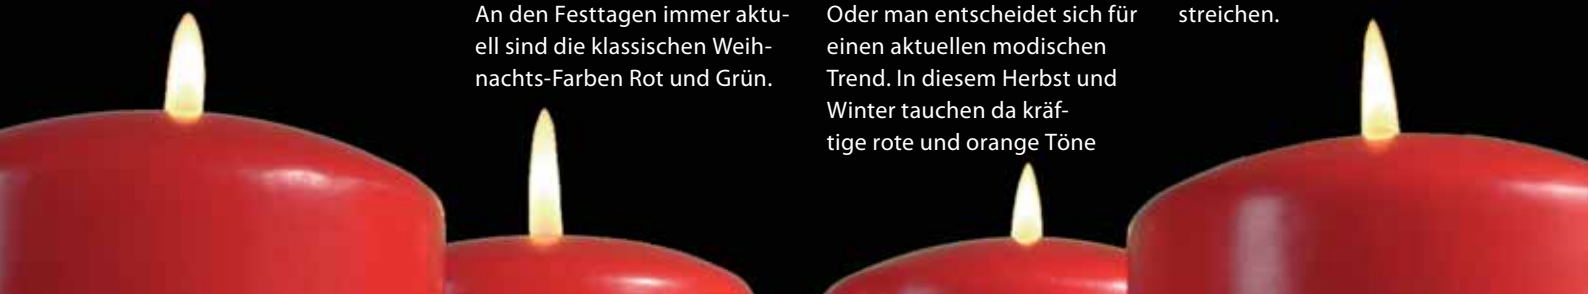 An den Festtagen immer aktu-
ell sind die klassischen Weih-
nachts-Farben Rot und Grün.
Oder man entscheidet sich für
einen aktuellen modischen
Trend. In diesem Herbst und
Winter tauchen da kräf-
tige rote und orange Töne
streichen.